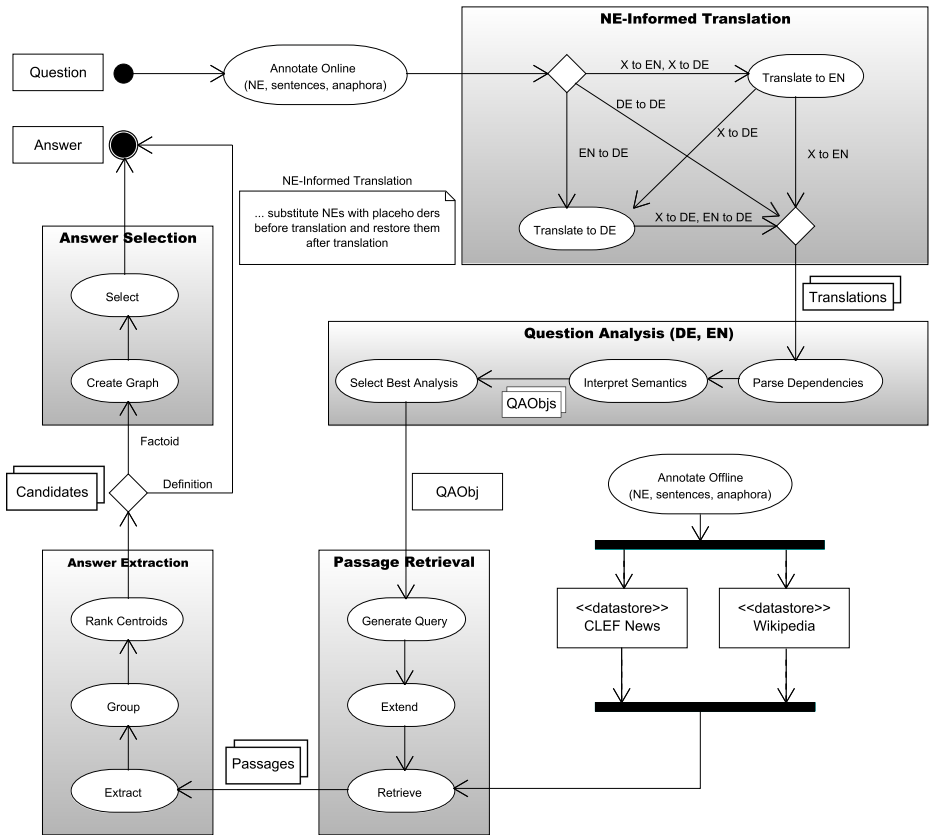 NE-Informed Translation
Question
Annotate Online
(NE, sentences, anaphora)
X to EN, X to DE
Translate to EN
DE to DE
X to DE
EN to DE
X to EN
Answer
NE-Informed Translation
... substitute NEs with placeho ders
before translation and restore them
after translation
X to DE, EN to DE
Translate to DE
Answer Selection
Select
Create Graph
Translations
Question Analysis (DE, EN)
Select Best Analysis
Interpret Semantics
Parse Dependencies
QAObjs
Factoid
Candidates
Definition
QAObj
Annotate Offline
(NE, sentences, anaphora)
Answer Extraction
Rank Centroids
Group
Extract
Passage Retrieval
Generate Query
Extend
Retrieve
Passages
<<datastore>>
CLEF News
<<datastore>>
Wikipedia